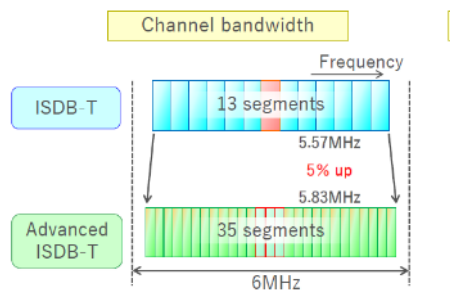 Channel bandwidth
Frequency
ISDB-T
13 segments
5.57MHz
5% up
5.83MHz
Advanced
ISDB-T
35 segments
6MHz